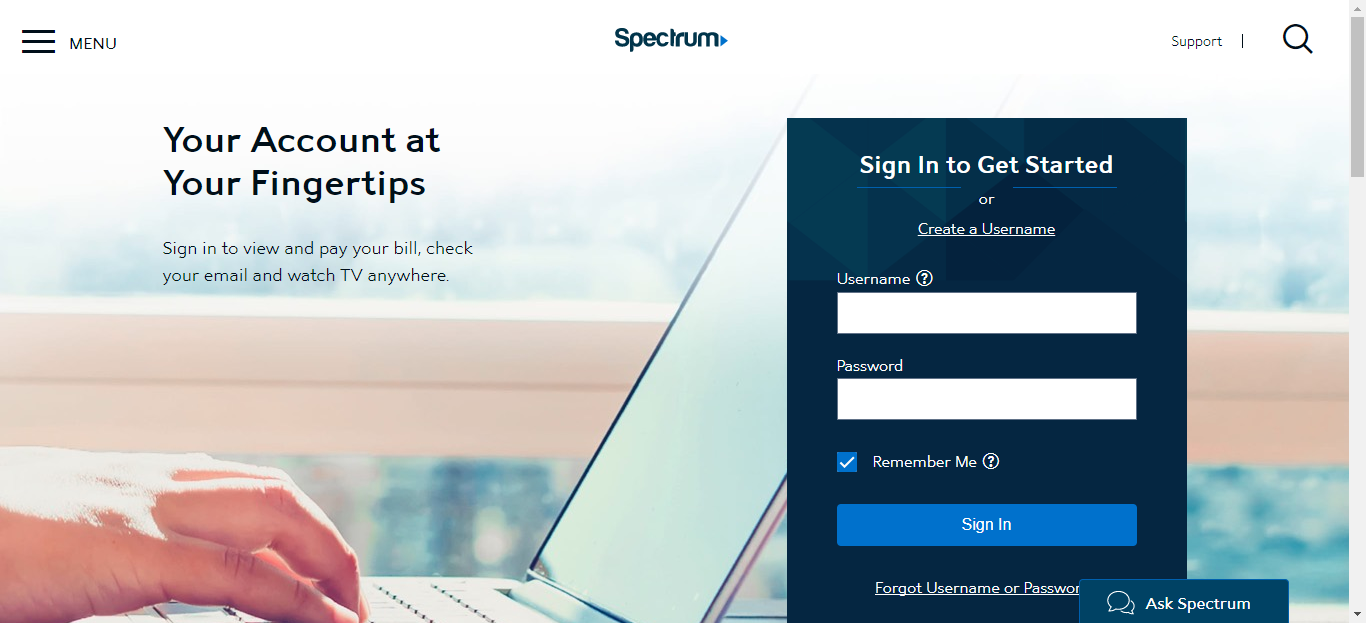 MENU
Spectrum
Support |
Your Account at
Your Fingertips
Sign in to view and pay your bill, check
your email and watch TV anywhere.
Sign In to Get Started
or
Create a Username
Username
Password
Remember Me
Sign In
Forgot Username or Passwor
Ask Spectrum